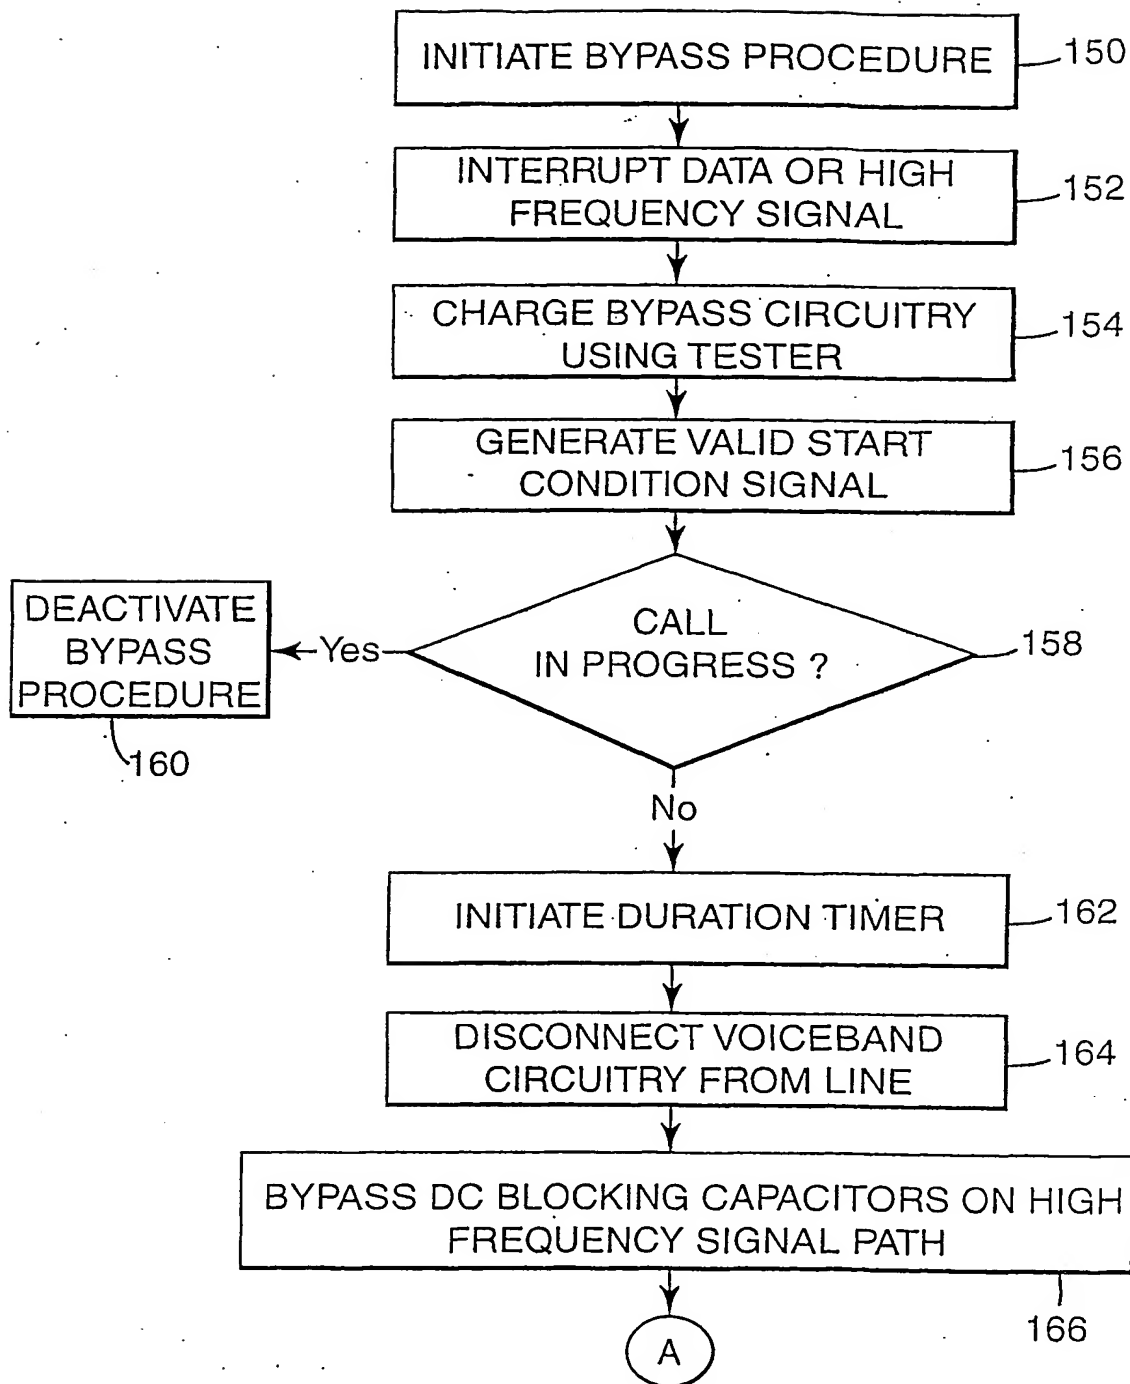 INITIATE BYPASS PROCEDURE
150
INTERRUPT DATA OR HIGH
FREQUENCY SIGNAL
152
CHARGE BYPASS CIRCUITRY
USING TESTER
154
GENERATE VALID START
CONDITION SIGNAL
156
CALL
IN PROGRESS ?
158
Yes
DEACTIVATE
BYPASS
PROCEDURE
160
No
INITIATE DURATION TIMER
162
DISCONNECT VOICEBAND
CIRCUITRY FROM LINE
164
BYPASS DC BLOCKING CAPACITORS ON HIGH
FREQUENCY SIGNAL PATH
166
A